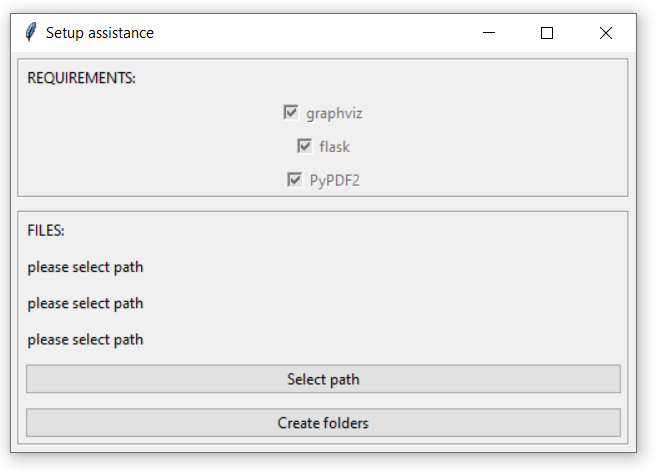 Setup assistance
REQUIREMENTS:
graphviz
flask
PyPDF2
FILES:
please select path
please select path
please select path
Select path
Create folders